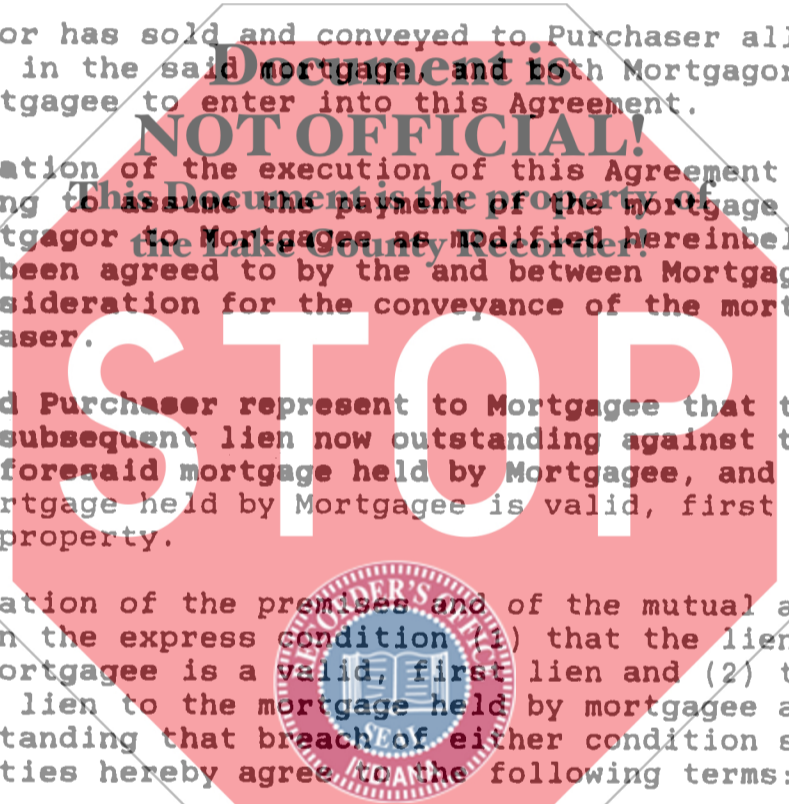 or has sold and conveyed to Purchaser all
in the said mortgage, and both Mortgagor
tgagee to enter into this Agreement.
ation of the execution of this Agreement
ng to assume the payment of the mortgage
tgagor to Mortgagee as modified hereinbel
been agreed to by the and between Mortgag
sideration for the conveyance of the mort
aser.
d Purchaser represent to Mortgagee that t
subsequent lien now outstanding against t
foresaid mortgage held by Mortgagee, and
rtgage held by Mortgagee is valid, first
property.
ation of the premises and of the mutual a
n the express condition (1) that the lien
ortgagee is a valid, first lien and (2) t
lien to the mortgage held by mortgagee a
tanding that breach of either condition s
ties hereby agree to the following terms:
Document is
NOT OFFICIAL!
This Document is the property of
the Lake County Recorder!
STOP
RECORDER'S OFFICE
SEAL
INDIANA